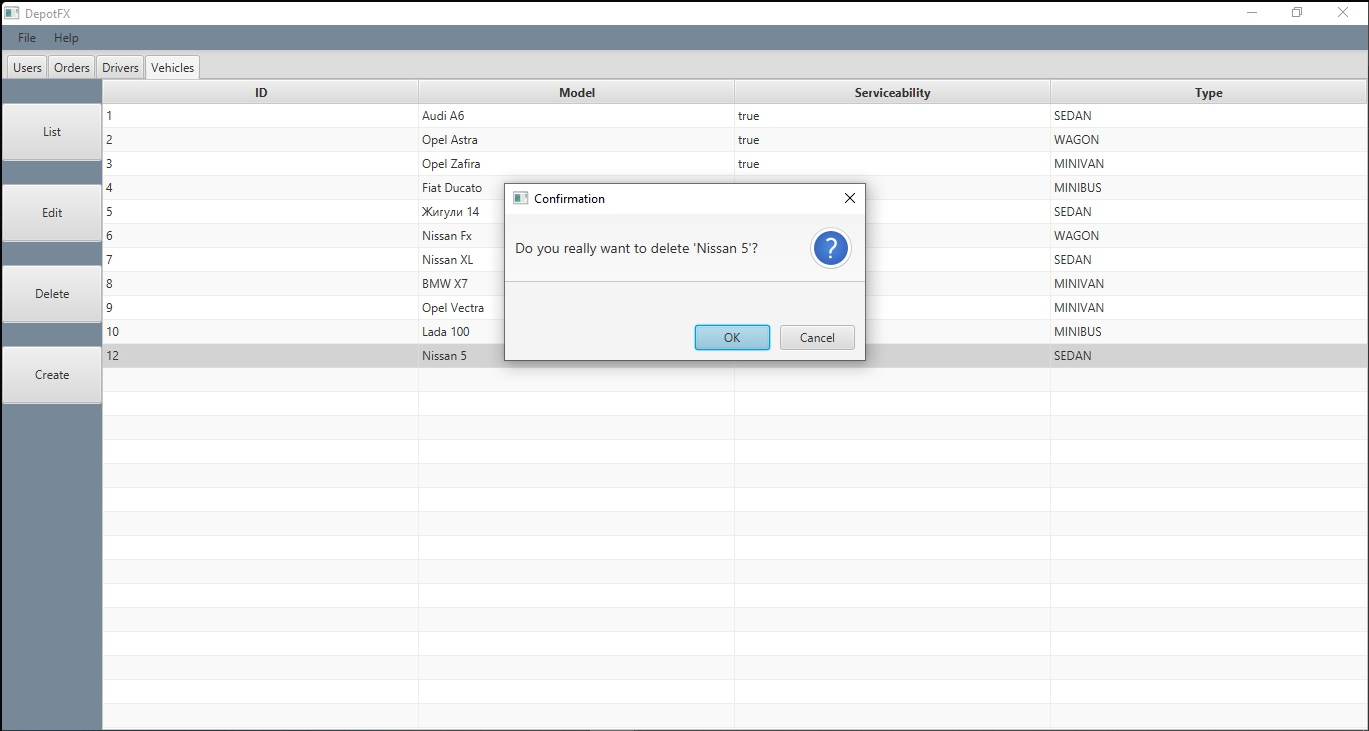 DepotFX
File Help
Users Orders Drivers Vehicles
ID Model Serviceability Type
1 Audi A6 true SEDAN
2 Opel Astra true WAGON
3 Opel Zafira true MINIVAN
4 Fiat Ducato MINIBUS
5 Жигули 14 SEDAN
6 Nissan Fx WAGON
7 Nissan XL SEDAN
8 BMW X7 MINIVAN
9 Opel Vectra MINIVAN
10 Lada 100 MINIBUS
12 Nissan 5 SEDAN
List
Edit
Delete
Create
Confirmation
Do you really want to delete 'Nissan 5'?
?
OK Cancel